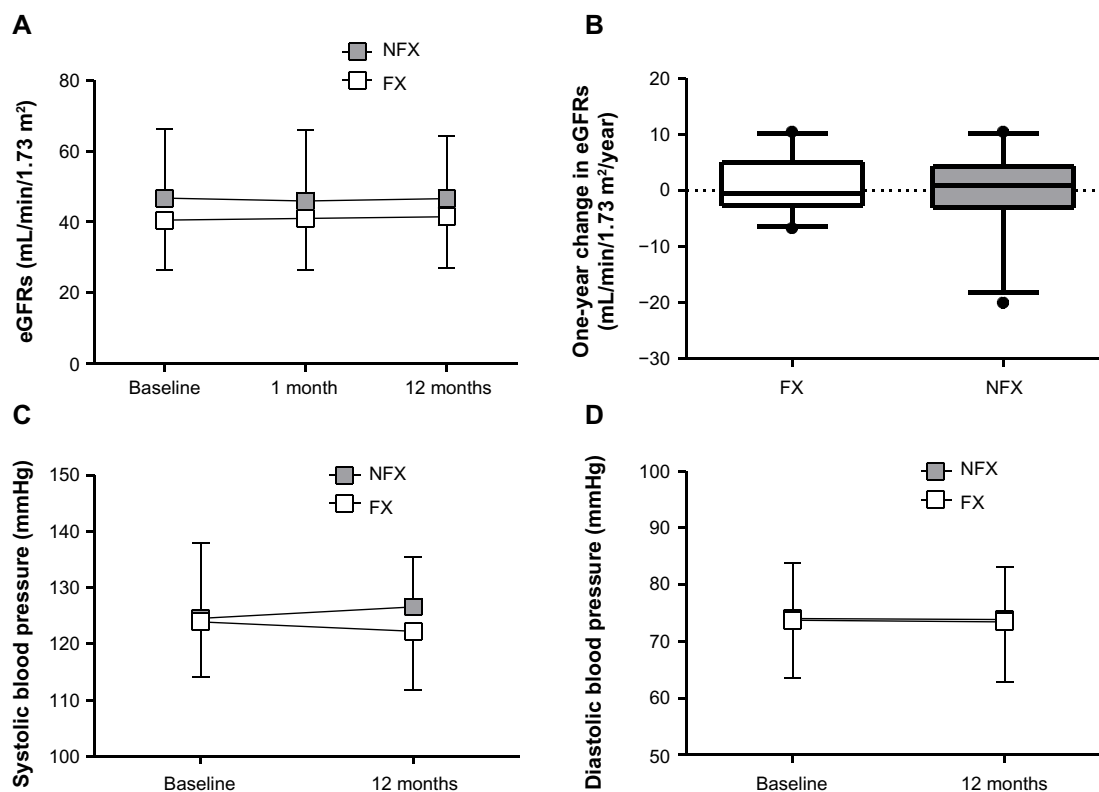 A
NFX
FX
eGFRs (mL/min/1.73 m²)
80
60
40
20
0
Baseline
1 month
12 months
B
One-year change in eGFRs
(mL/min/1.73 m²/year)
20
10
0
−10
−20
−30
FX
NFX
C
NFX
FX
Systolic blood pressure (mmHg)
150
140
130
120
110
100
Baseline
12 months
D
NFX
FX
Diastolic blood pressure (mmHg)
100
90
80
70
60
50
Baseline
12 months